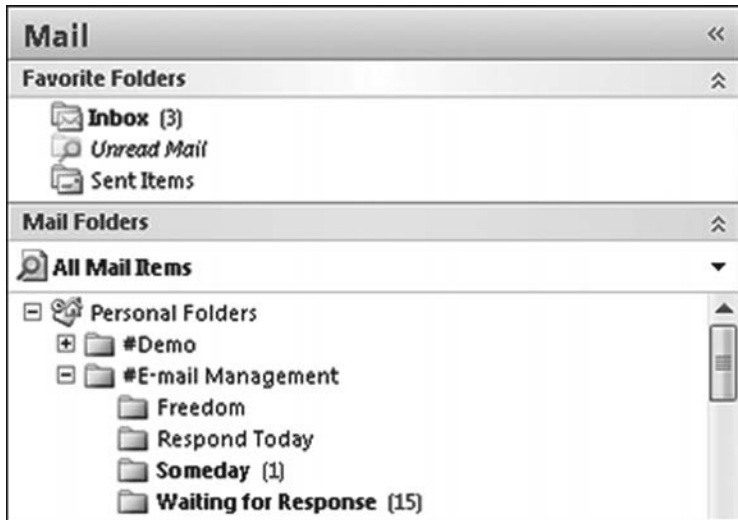 Mail
Favorite Folders
Inbox (3)
Unread Mail
Sent Items
Mail Folders
All Mail Items
Personal Folders
#Demo
#E-mail Management
Freedom
Respond Today
Someday (1)
Waiting for Response (15)